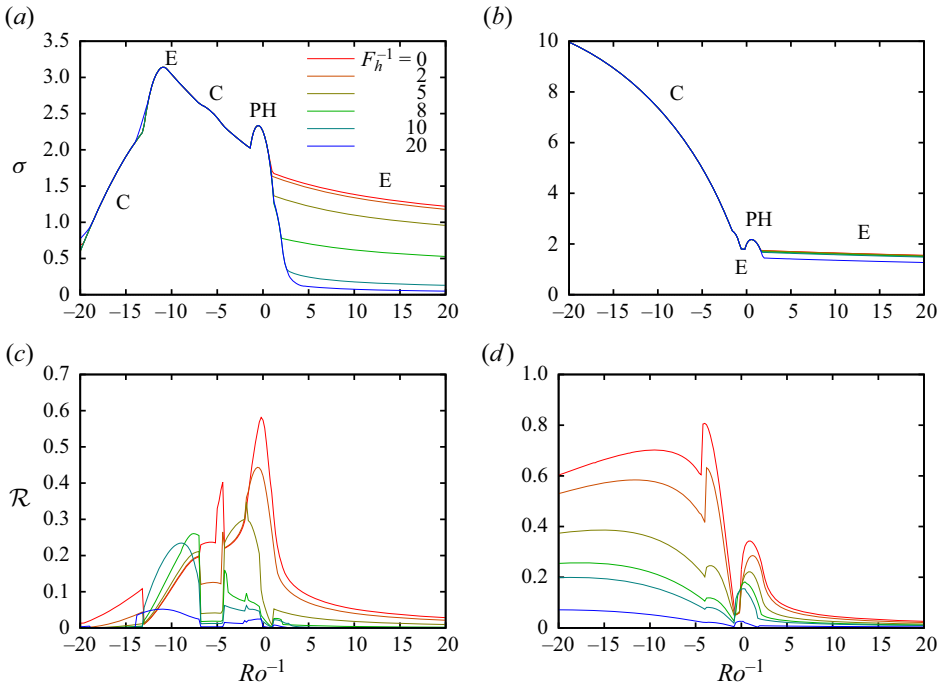 (a)
3.5
3.0
2.5
2.0
1.5
1.0
0.5
0
σ
–20 –15 –10 –5 0 5 10 15 20
C
E
C
PH
E
F_h^{-1} = 0
2
5
8
10
20
(b)
10
8
6
4
2
0
–20 –15 –10 –5 0 5 10 15 20
C
E
PH
E
(c)
0.7
0.6
0.5
0.4
0.3
0.2
0.1
0
ℛ
–20 –15 –10 –5 0 5 10 15 20
Ro^{–1}
(d)
1.0
0.8
0.6
0.4
0.2
0
–20 –15 –10 –5 0 5 10 15 20
Ro^{–1}